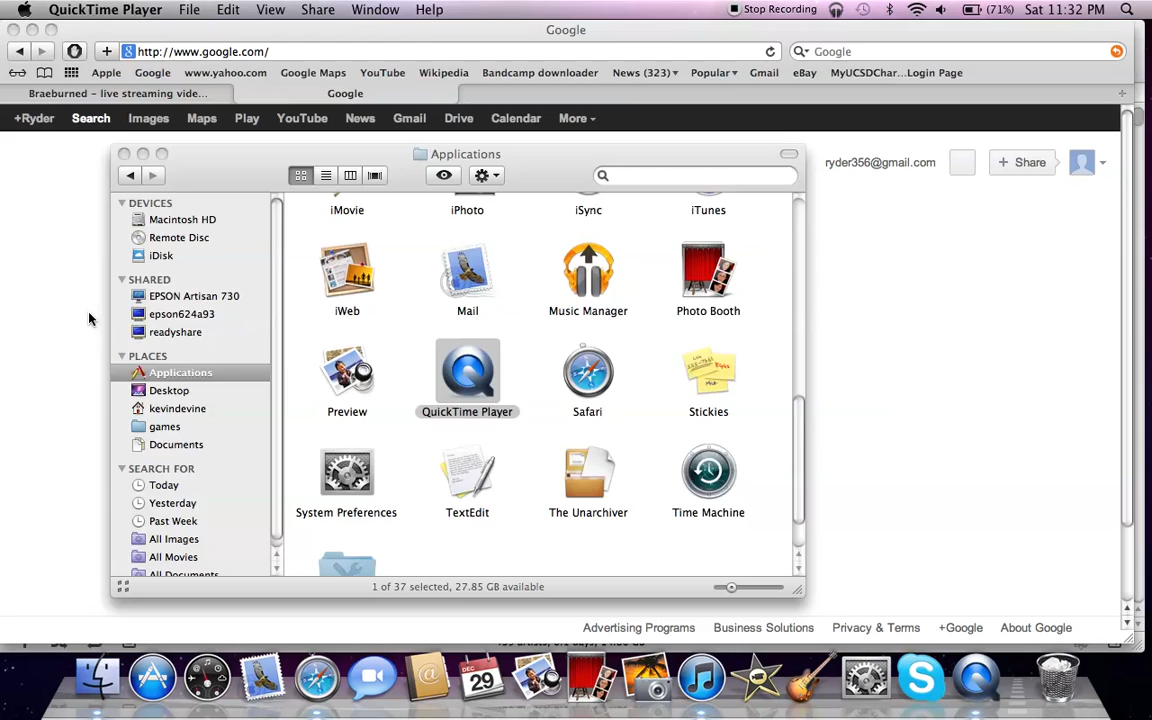 QuickTime Player File Edit View Share Window Help Stop Recording (71%) Sat 11:32 PM
Google
http://www.google.com/ Google
Apple Google www.yahoo.com Google Maps YouTube Wikipedia Bandcamp downloader News (323) Popular Gmail eBay MyUCSDChar...Login Page
Braeburned – live streaming vide... Google
+Ryder Search Images Maps Play YouTube News Gmail Drive Calendar More
Applications
ryder356@gmail.com + Share
DEVICES
Macintosh HD
Remote Disc
iDisk
SHARED
EPSON Artisan 730
epson624a93
readyshare
PLACES
Applications
Desktop
kevindevine
games
Documents
SEARCH FOR
Today
Yesterday
Past Week
All Images
All Movies
All Documents
iMovie iPhoto iSync iTunes
iWeb Mail Music Manager Photo Booth
Preview QuickTime Player Safari Stickies
System Preferences TextEdit The Unarchiver Time Machine
1 of 37 selected, 27.85 GB available
Advertising Programs Business Solutions Privacy & Terms +Google About Google
DEC
29